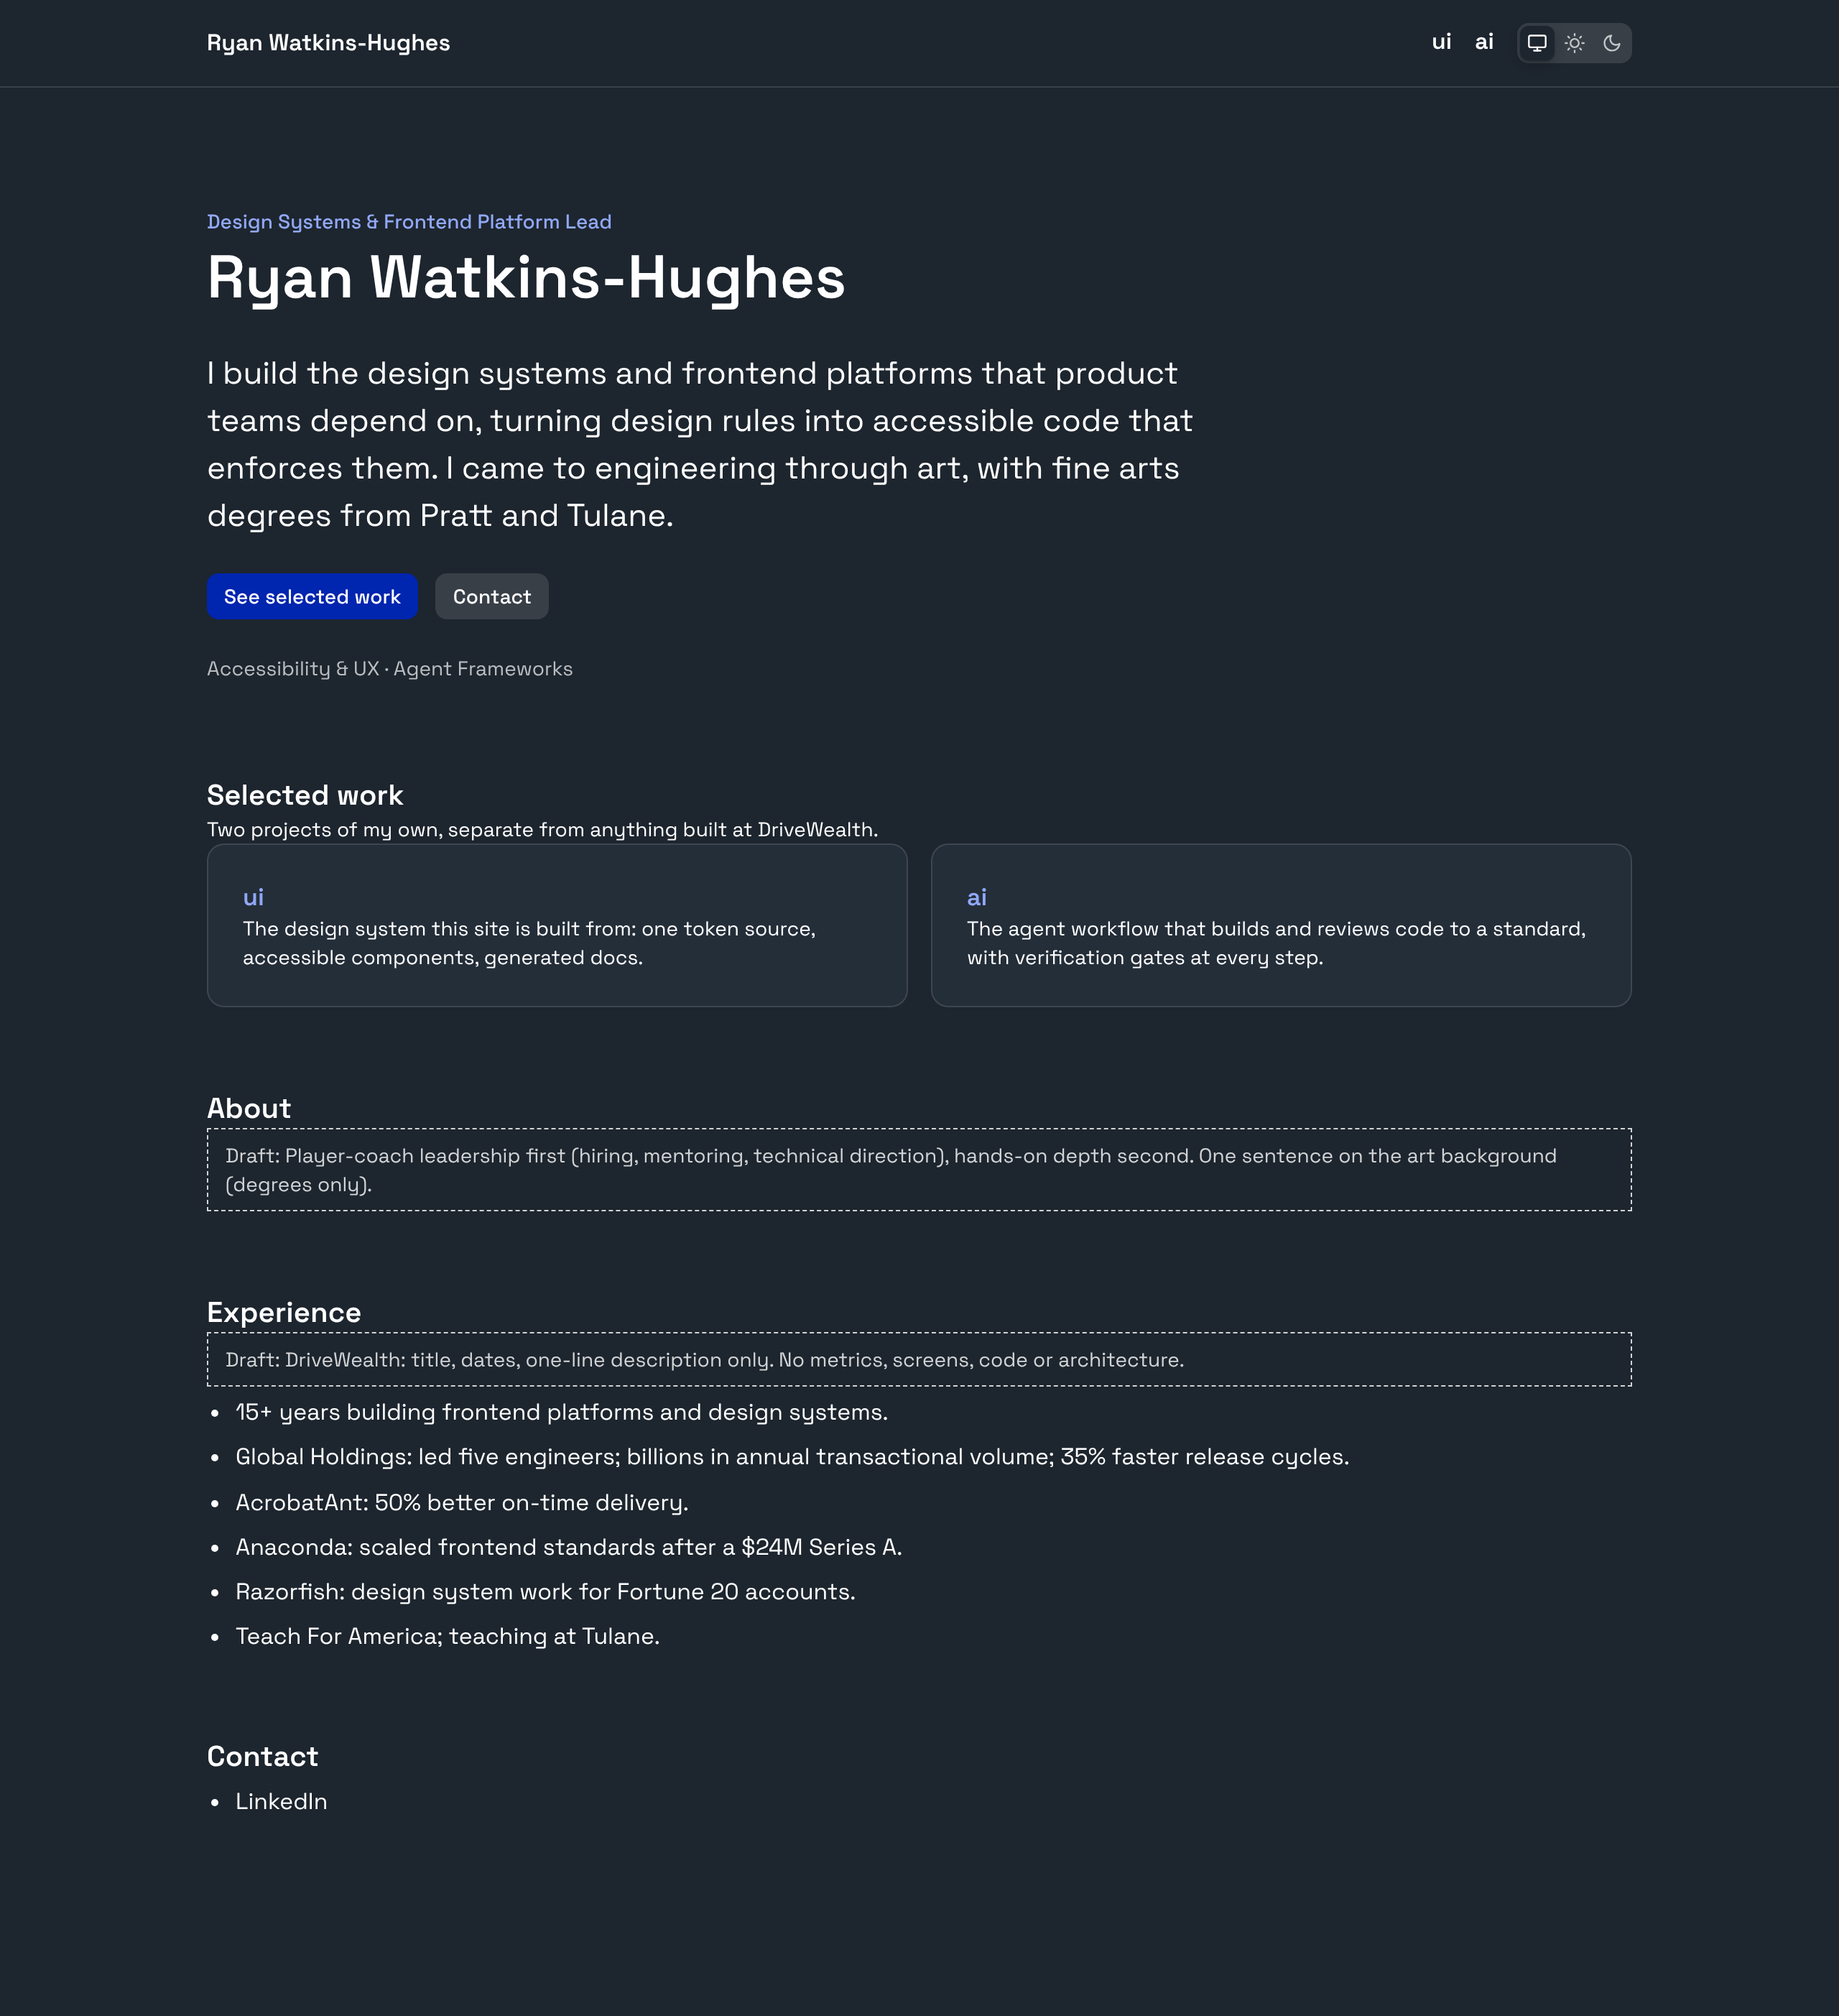 Ryan Watkins-Hughes
ui ai
Design Systems & Frontend Platform Lead
Ryan Watkins-Hughes
I build the design systems and frontend platforms that product
teams depend on, turning design rules into accessible code that
enforces them. I came to engineering through art, with fine arts
degrees from Pratt and Tulane.
See selected work
Contact
Accessibility & UX · Agent Frameworks
Selected work
Two projects of my own, separate from anything built at DriveWealth.
ui
The design system this site is built from: one token source,
accessible components, generated docs.
ai
The agent workflow that builds and reviews code to a standard,
with verification gates at every step.
About
Draft: Player-coach leadership first (hiring, mentoring, technical direction), hands-on depth second. One sentence on the art background
(degrees only).
Experience
Draft: DriveWealth: title, dates, one-line description only. No metrics, screens, code or architecture.
• 15+ years building frontend platforms and design systems.
• Global Holdings: led five engineers; billions in annual transactional volume; 35% faster release cycles.
• AcrobatAnt: 50% better on-time delivery.
• Anaconda: scaled frontend standards after a $24M Series A.
• Razorfish: design system work for Fortune 20 accounts.
• Teach For America; teaching at Tulane.
Contact
• LinkedIn